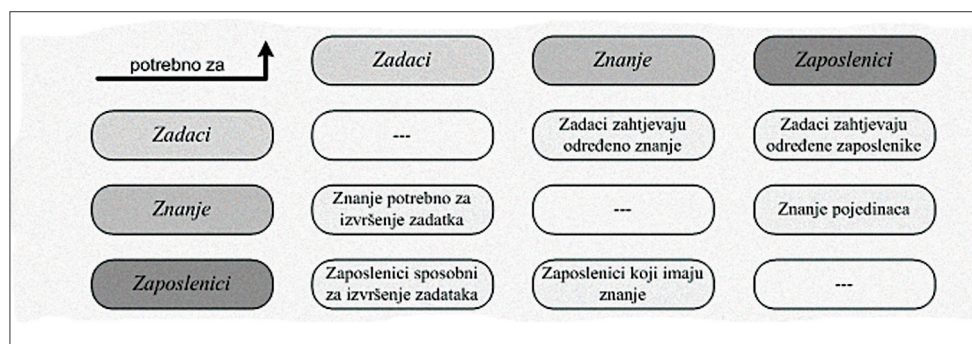 potrebno za
Zadaci
Znanje
Zaposlenici
Zadaci
---
Zadaci zahtjevaju
određeno znanje
Zadaci zahtjevaju
određene zaposlenike
Znanje
Znanje potrebno za
izvršenje zadatka
---
Znanje pojedinaca
Zaposlenici
Zaposlenici sposobni
za izvršenje zadataka
Zaposlenici koji imaju
znanje
---